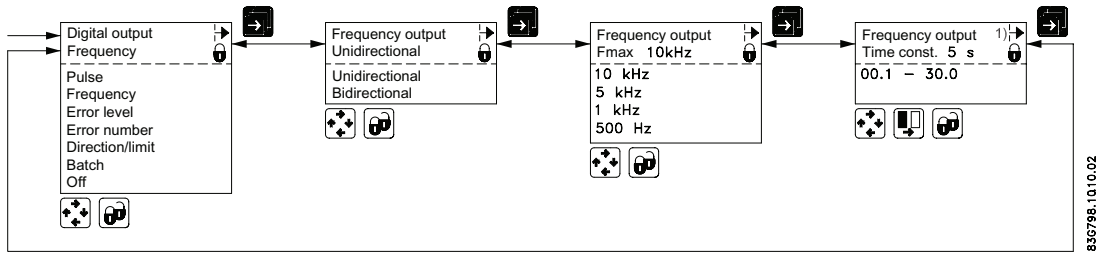 Digital output
Frequency
Pulse
Frequency
Error level
Error number
Direction/limit
Batch
Off
Frequency output
Unidirectional
Unidirectional
Bidirectional
Frequency output
Fmax 10kHz
10 kHz
5 kHz
1 kHz
500 Hz
Frequency output 1)
Time const. 5 s
00.1 – 30.0
83G798.10.10.02